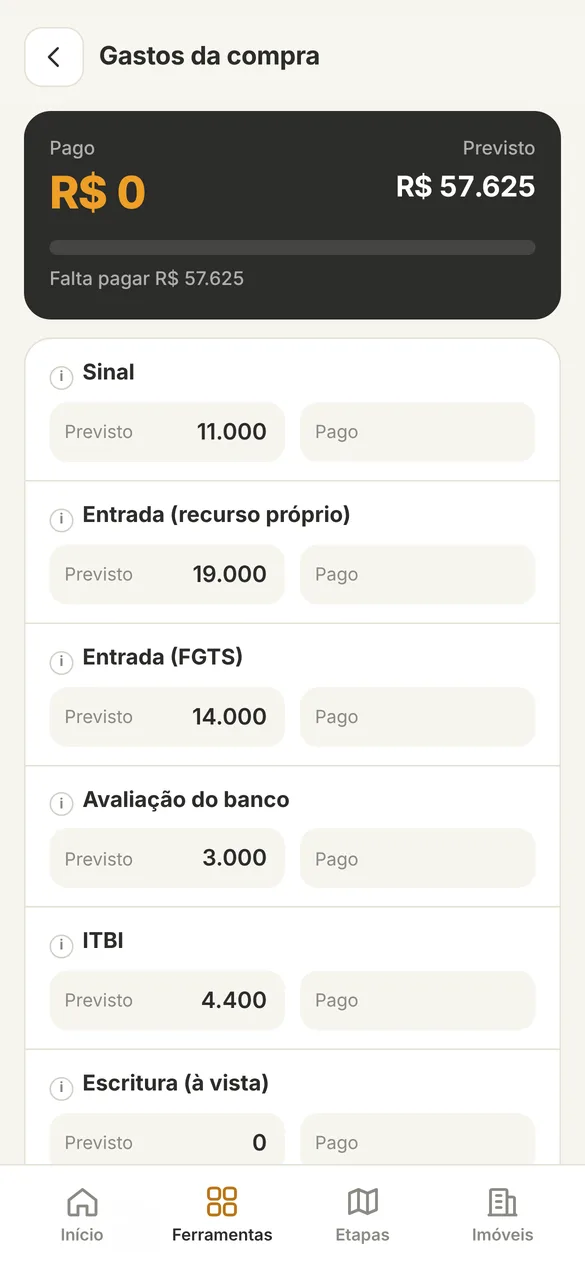 Gastos da compra
Pago
Previsto
R$ 0
R$ 57.625
Falta pagar R$ 57.625
i Sinal
Previsto 11.000 Pago
i Entrada (recurso próprio)
Previsto 19.000 Pago
i Entrada (FGTS)
Previsto 14.000 Pago
i Avaliação do banco
Previsto 3.000 Pago
i ITBI
Previsto 4.400 Pago
i Escritura (à vista)
Previsto 0 Pago
Início Ferramentas Etapas Imóveis